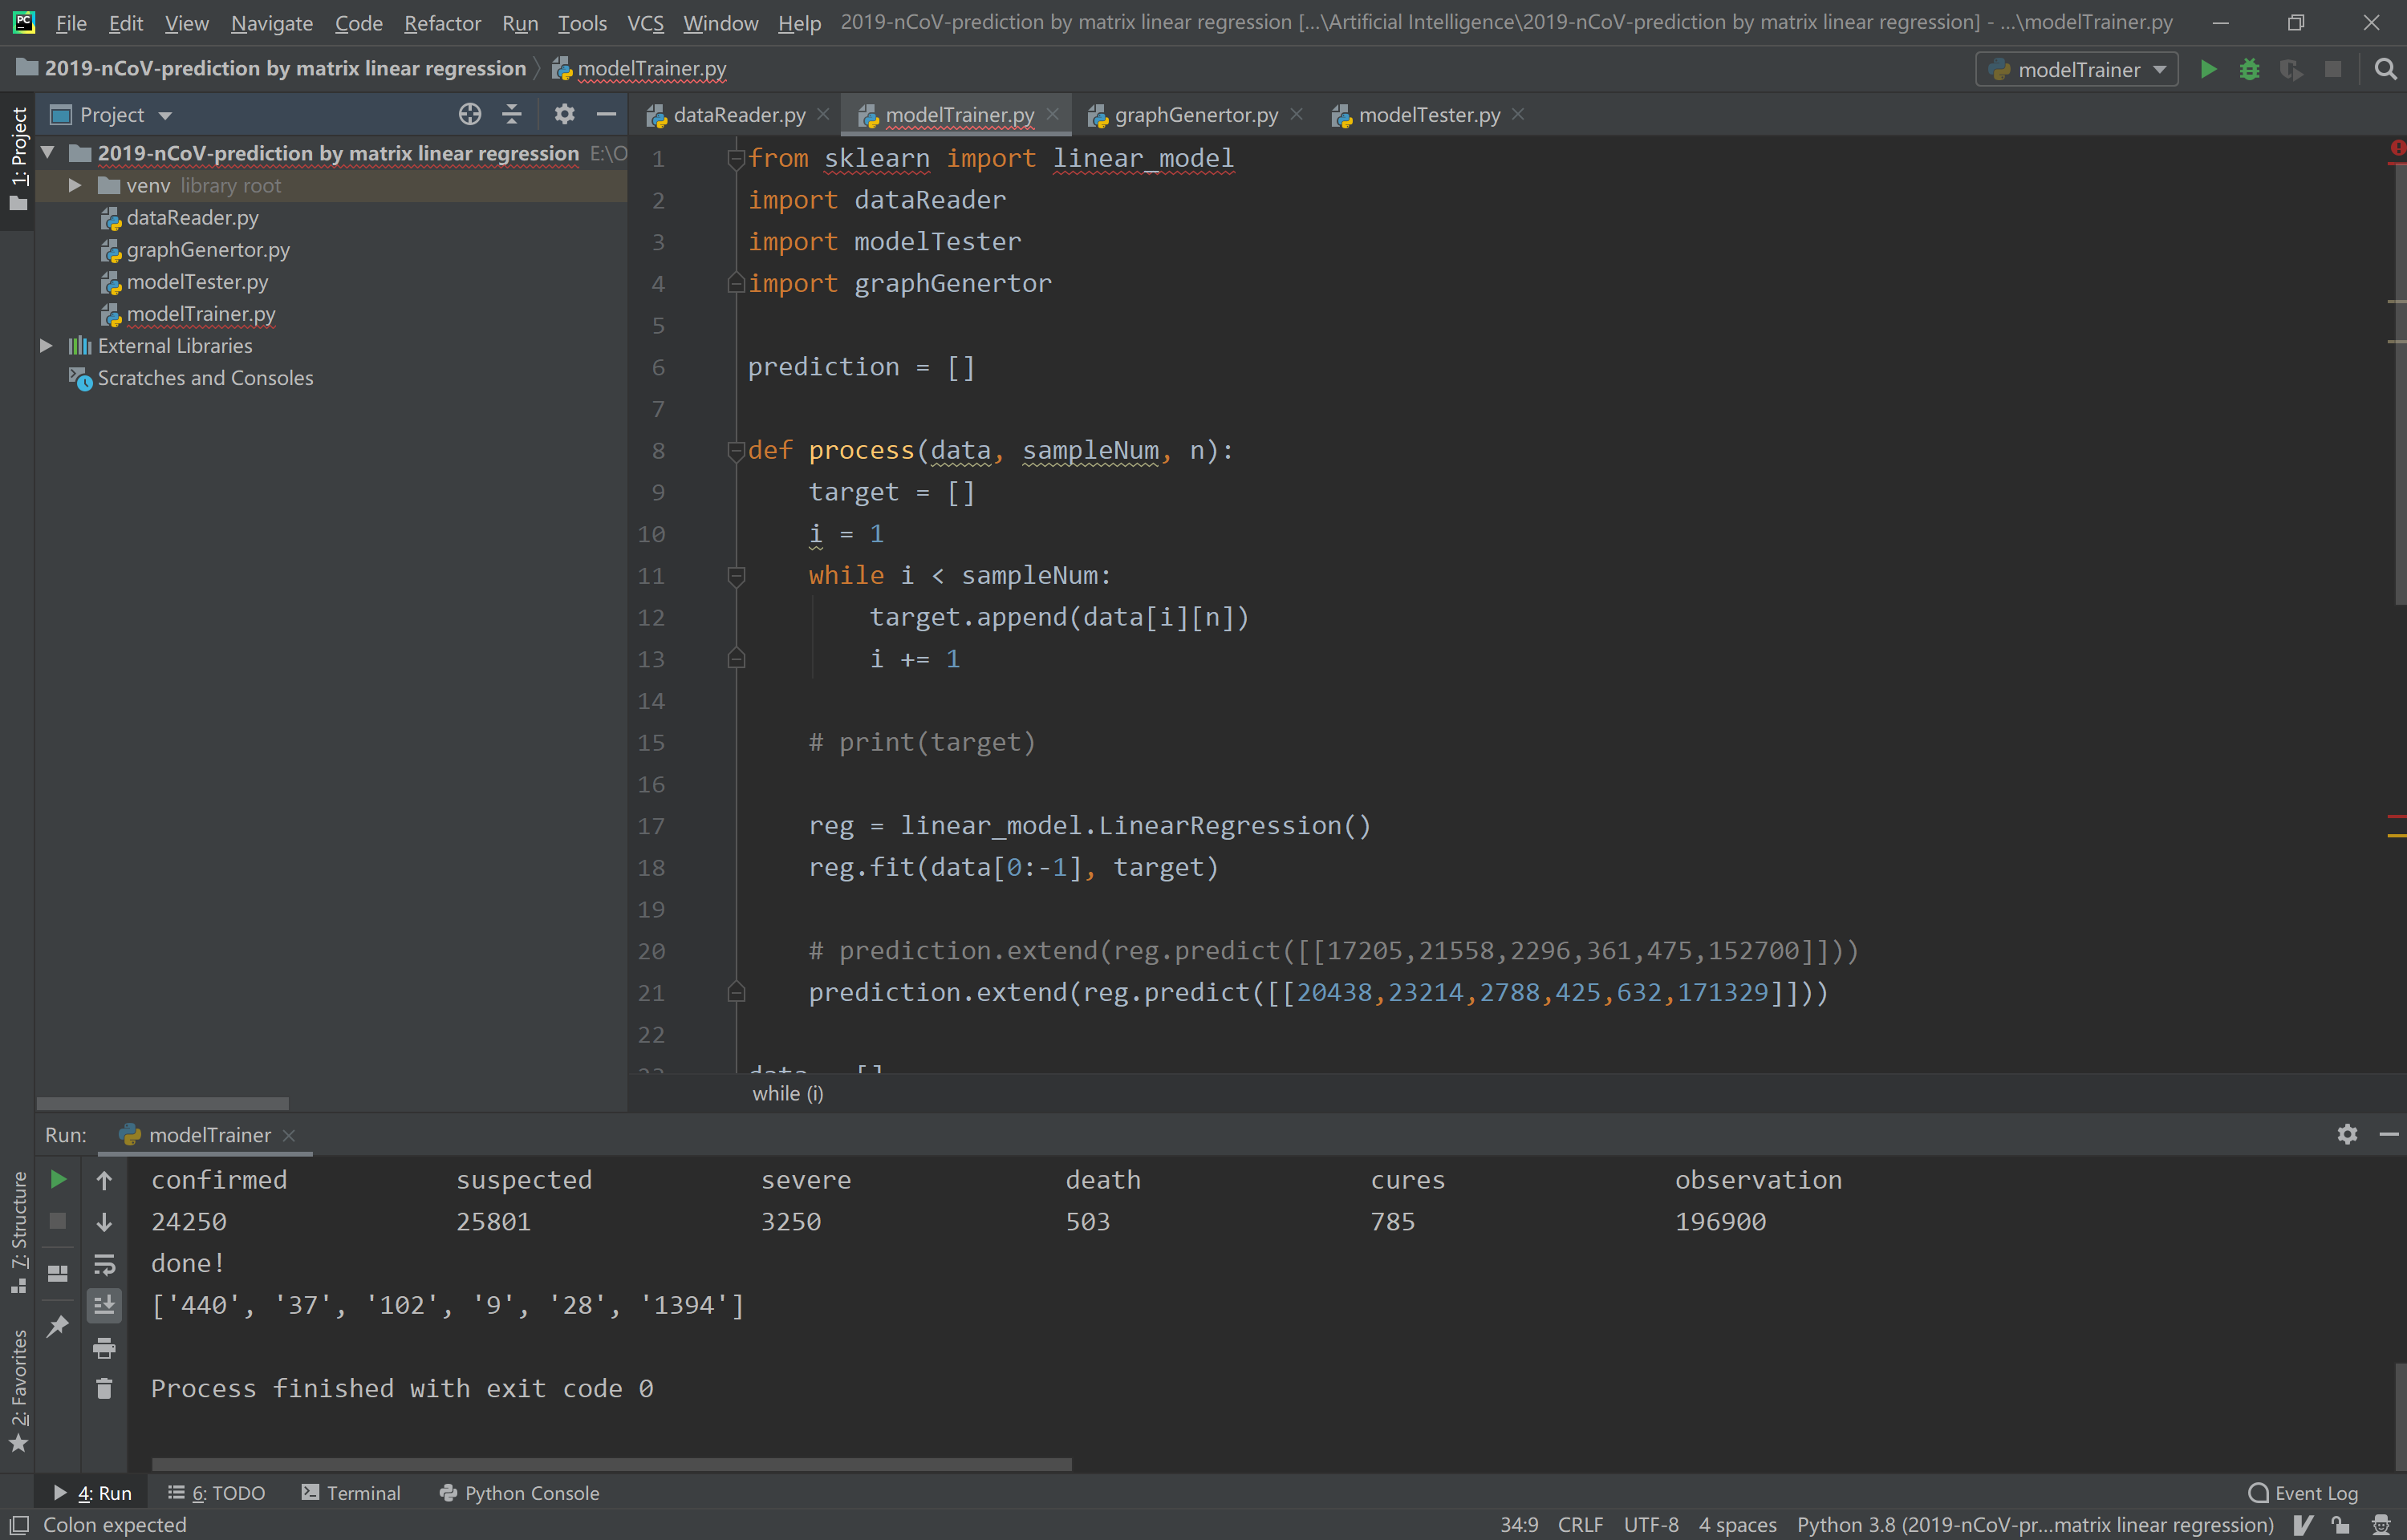 File Edit View Navigate Code Refactor Run Tools VCS Window Help 2019-nCoV-prediction by matrix linear regression [...\Artificial Intelligence\2019-nCoV-prediction by matrix linear regression] - ...\modelTrainer.py
2019-nCoV-prediction by matrix linear regression modelTrainer.py modelTrainer
1: Project
Project
dataReader.py modelTrainer.py graphGenertor.py modelTester.py
2019-nCoV-prediction by matrix linear regression E:\O
venv library root
dataReader.py
graphGenertor.py
modelTester.py
modelTrainer.py
External Libraries
Scratches and Consoles
1 from sklearn import linear_model
2 import dataReader
3 import modelTester
4 import graphGenertor
5
6 prediction = []
7
8 def process(data, sampleNum, n):
9 target = []
10 i = 1
11 while i < sampleNum:
12 target.append(data[i][n])
13 i += 1
14
15 # print(target)
16
17 reg = linear_model.LinearRegression()
18 reg.fit(data[0:-1], target)
19
20 # prediction.extend(reg.predict([[17205,21558,2296,361,475,152700]]))
21 prediction.extend(reg.predict([[20438,23214,2788,425,632,171329]]))
22
23 data = []
while (i)
Run: modelTrainer
7: Structure
2: Favorites
confirmed suspected severe death cures observation
24250 25801 3250 503 785 196900
done!
['440', '37', '102', '9', '28', '1394']
Process finished with exit code 0
4: Run 6: TODO Terminal Python Console Event Log
Colon expected 34:9 CRLF UTF-8 4 spaces Python 3.8 (2019-nCoV-pr...matrix linear regression)